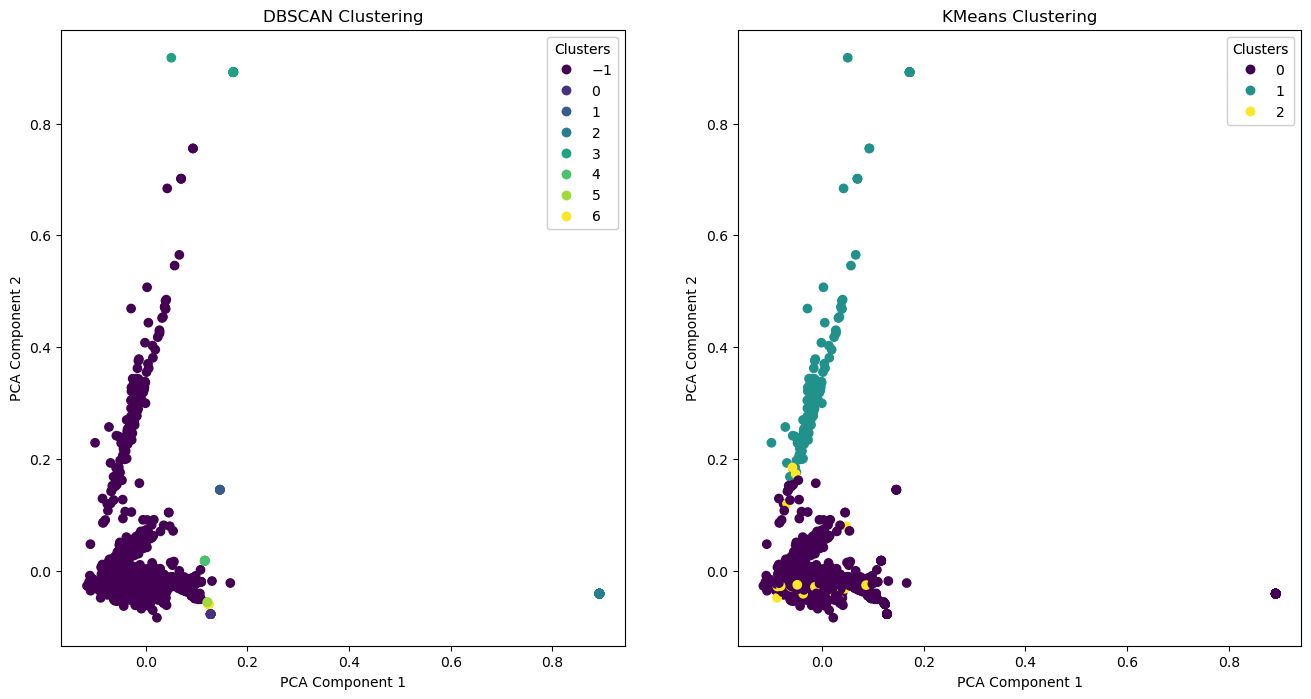 DBSCAN Clustering
Clusters
−1
0
1
2
3
4
5
6
0.8
0.6
0.4
0.2
0.0
PCA Component 2
0.0 0.2 0.4 0.6 0.8
PCA Component 1
KMeans Clustering
Clusters
0
1
2
0.8
0.6
0.4
0.2
0.0
PCA Component 2
0.0 0.2 0.4 0.6 0.8
PCA Component 1